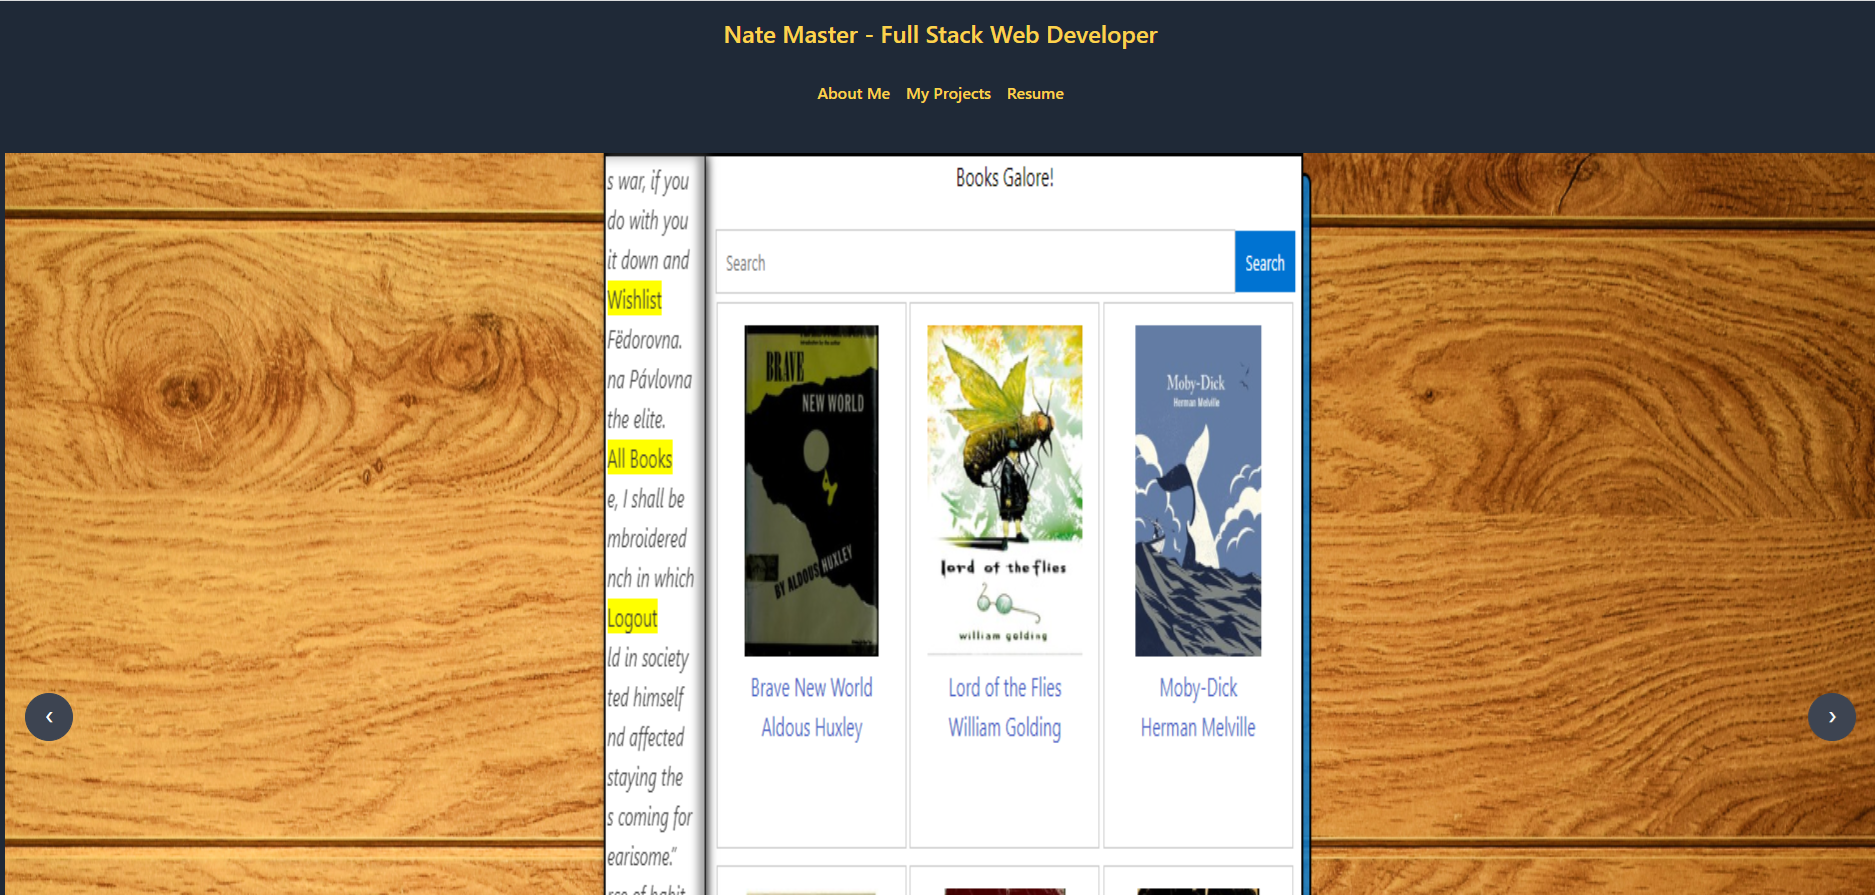 Nate Master - Full Stack Web Developer
About Me My Projects Resume
s war, if you
do with you
it down and
Wishlist
Fëdorovna.
na Pávlovna
the elite.
All Books
e, I shall be
mbroidered
nch in which
Logout
ld in society
ted himself
nd affected
staying the
s coming for
earisome.”
rse of habit
Books Galore!
Search
Search
BRAVE
NEW WORLD
BY ALDOUS HUXLEY
lord of the flies
william golding
Moby-Dick
Herman Melville
Brave New World
Aldous Huxley
Lord of the Flies
William Golding
Moby-Dick
Herman Melville